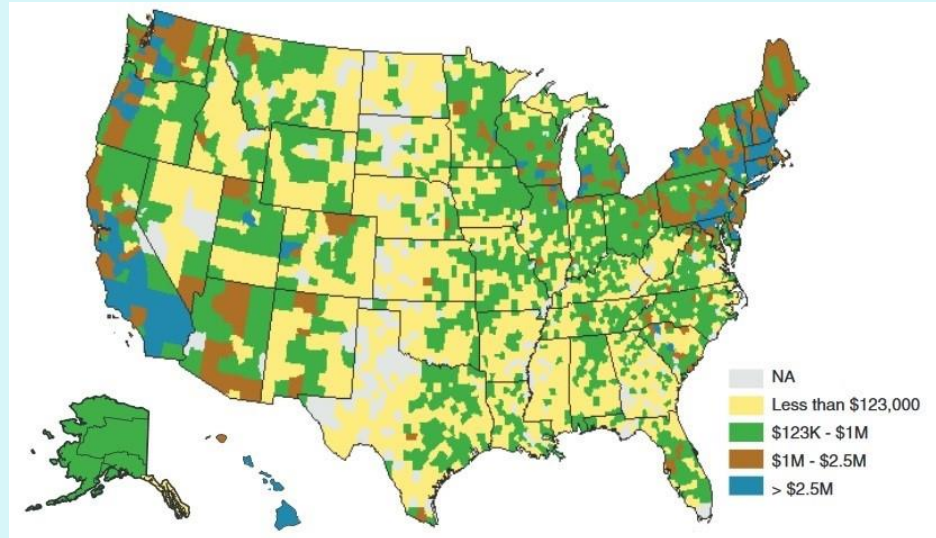 NA
Less than $123,000
$123K - $1M
$1M - $2.5M
> $2.5M